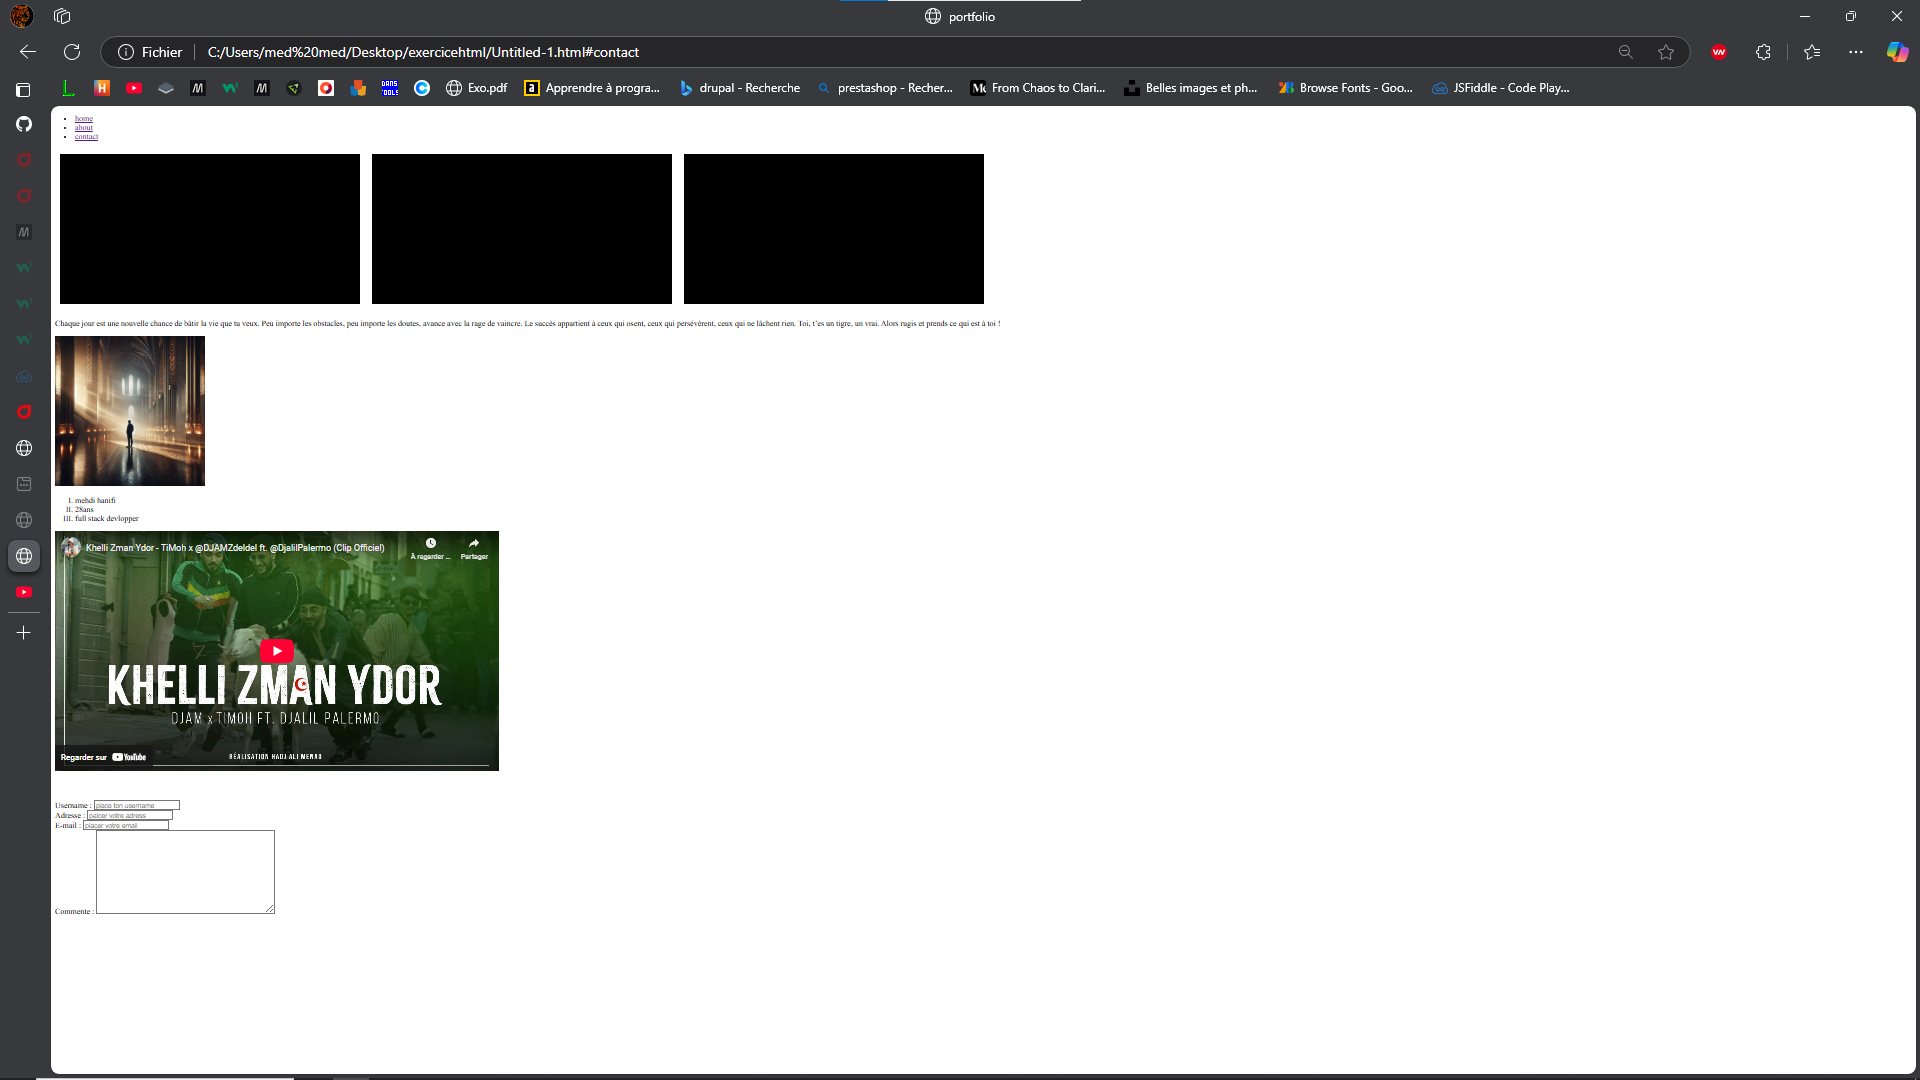 portfolio
Fichier C:/Users/med%20med/Desktop/exercicehtml/Untitled-1.html#contact
Exo.pdf Apprendre à progra... drupal - Recherche prestashop - Recher... From Chaos to Clari... Belles images et ph... Browse Fonts - Goo... JSFiddle - Code Play...
home
about
contact
Chaque jour est une nouvelle chance de bâtir la vie que tu veux. Peu importe les obstacles, peu importe les doutes, avance avec la rage de vaincre. Le succès appartient à ceux qui osent, ceux qui persévèrent, ceux qui ne lâchent rien. Toi, t'es un tigre, un vrai. Alors rugis et prends ce qui est à toi !
I. mehdi hanifi
II. 28ans
III. full stack devlopper
Khelli Zman Ydor - TiMoh x @DJAMZdeldel ft. @DjalilPalermo (Clip Officiel)
À regarder ... Partager
KHELLI ZMAN YDOR
DJAM x TIMOH FT. DJALIL PALERMO
RÉALISATION HADJ ALI MENAD
Regarder sur YouTube
Username : place ton username
Adresse : palcer votre adress
E-mail : placer votre email
Commente :